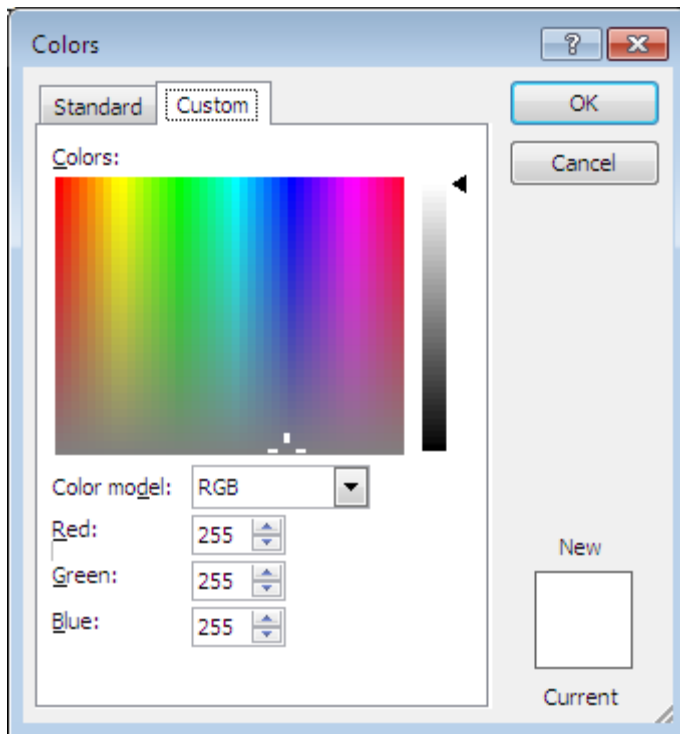 Colors
Standard Custom
OK
Colors:
Cancel
Color model: RGB
Red: 255
Green: 255
Blue: 255
New
Current